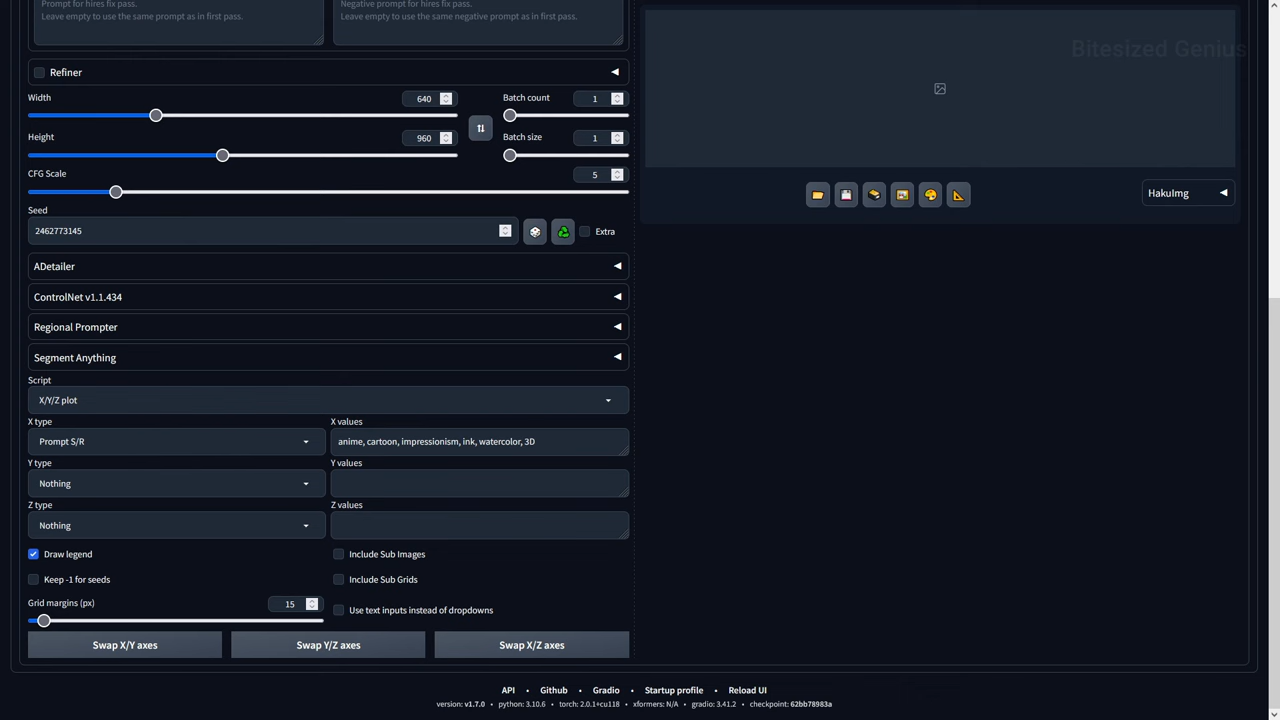 Prompt for hires fix pass.
Leave empty to use the same prompt as in first pass.
Negative prompt for hires fix pass.
Leave empty to use the same negative prompt as in first pass.
Bitesized Genius
Refiner
Width
640
Batch count
1
Height
960
Batch size
1
CFG Scale
5
HakuImg
Seed
2462773145
Extra
ADetailer
ControlNet v1.1.434
Regional Prompter
Segment Anything
Script
X/Y/Z plot
X type
X values
Prompt S/R
anime, cartoon, impressionism, ink, watercolor, 3D
Y type
Y values
Nothing
Z type
Z values
Nothing
Draw legend
Include Sub Images
Keep -1 for seeds
Include Sub Grids
Grid margins (px)
15
Use text inputs instead of dropdowns
Swap X/Y axes
Swap Y/Z axes
Swap X/Z axes
API • Github • Gradio • Startup profile • Reload UI
version: v1.7.0 • python: 3.10.6 • torch: 2.0.1+cu118 • xformers: N/A • gradio: 3.41.2 • checkpoint: 62bb78983a